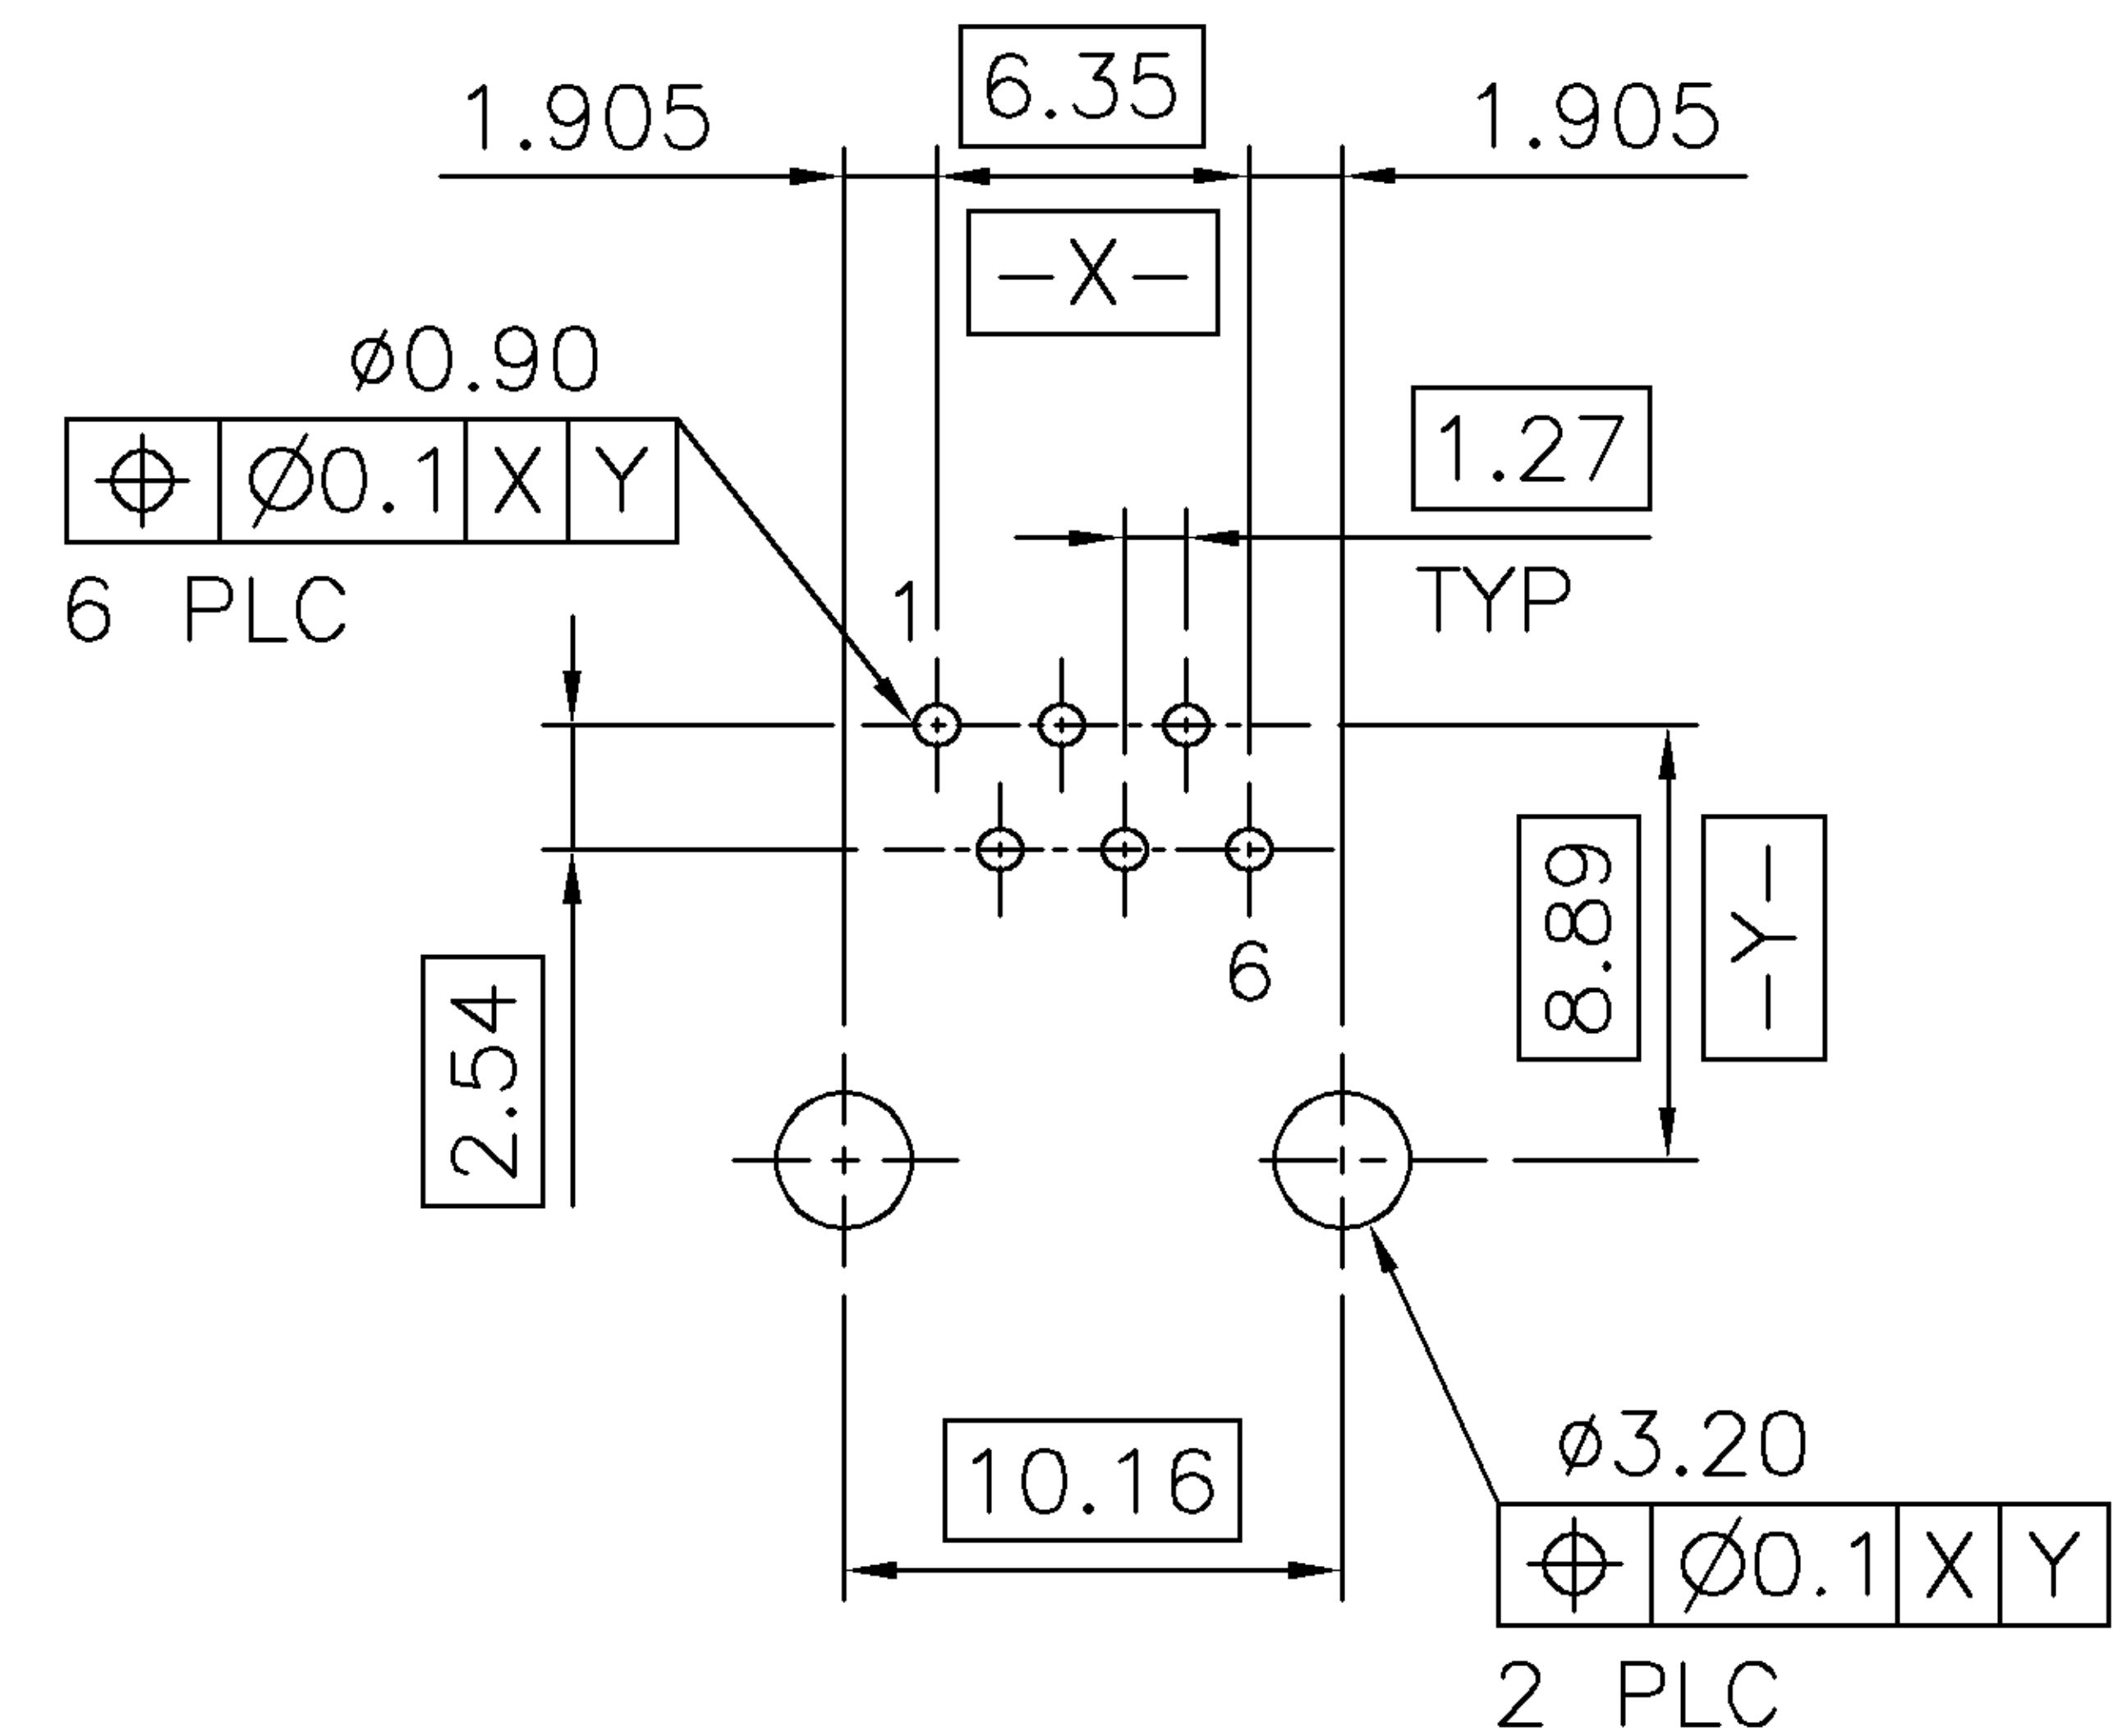 6.35
1.905
1.905
-X-
ø0.90
⌖ Ø0.1 X Y
6 PLC
1.27
TYP
1
8.89
-Y-
6
2.54
10.16
ø3.20
⌖ Ø0.1 X Y
2 PLC